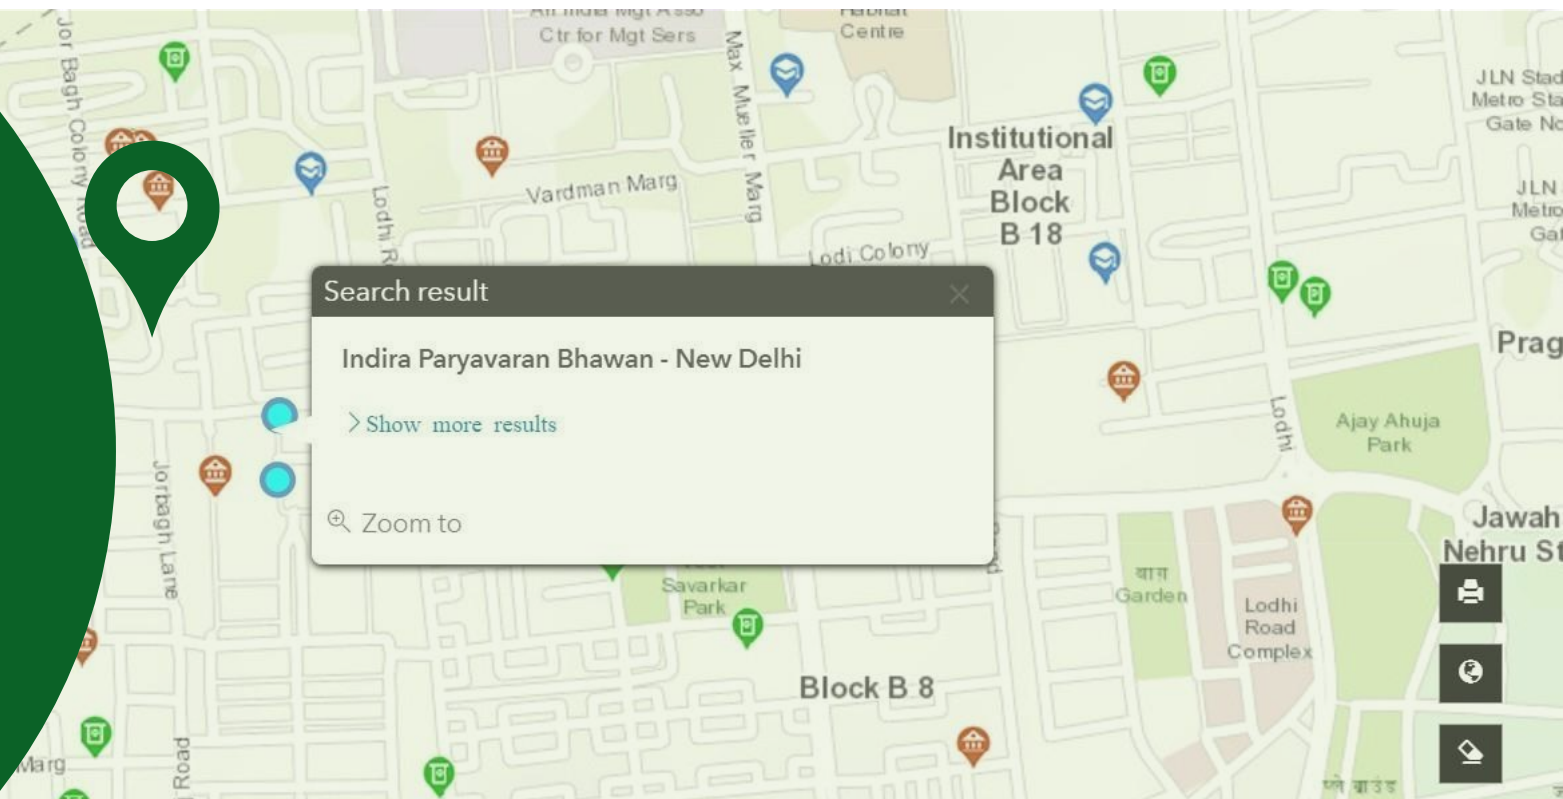 Ctr for Mgt Sers
Habitat
Centre
Jor Bagh Colony Road
Max Mueller Marg
JLN Stad
Metro Sta
Gate No
Institutional
Area
Block
B 18
Vardman Marg
Lodhi R
JLN
Metro
Gat
Lodi Colony
Search result
Indira Paryavaran Bhawan - New Delhi
Show more results
Zoom to
Prag
Lodhi
Ajay Ahuja
Park
Jorbagh Lane
Jawah
Nehru St
Savarkar
Park
बाग
Garden
Lodhi
Road
Complex
Block B 8
Marg
Road